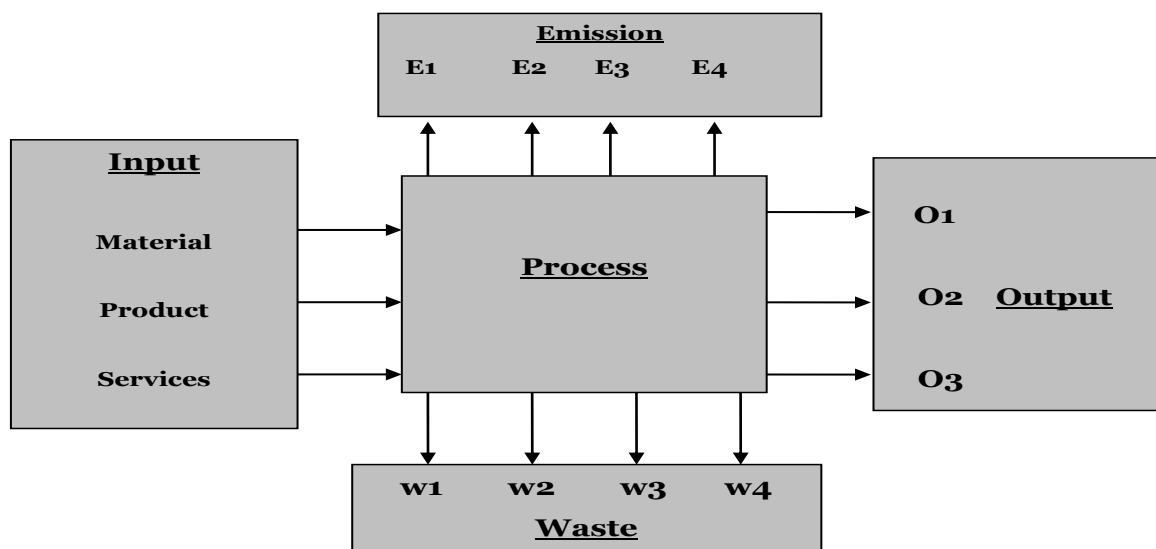 Emission
E1 E2 E3 E4
Input
Material
Product
Services
Process
O1
O2 Output
O3
w1 w2 w3 w4
Waste